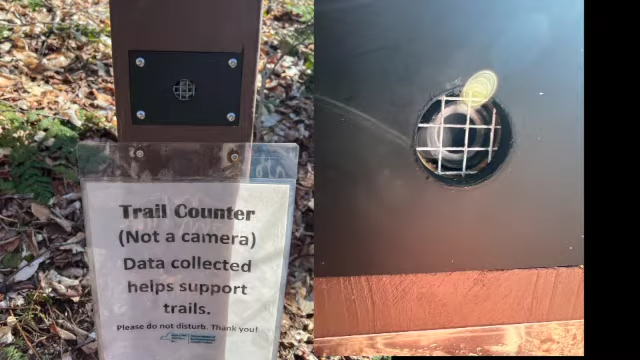 Trail Counter
(Not a camera)
Data collected
helps support
trails.
Please do not disturb. Thank you!